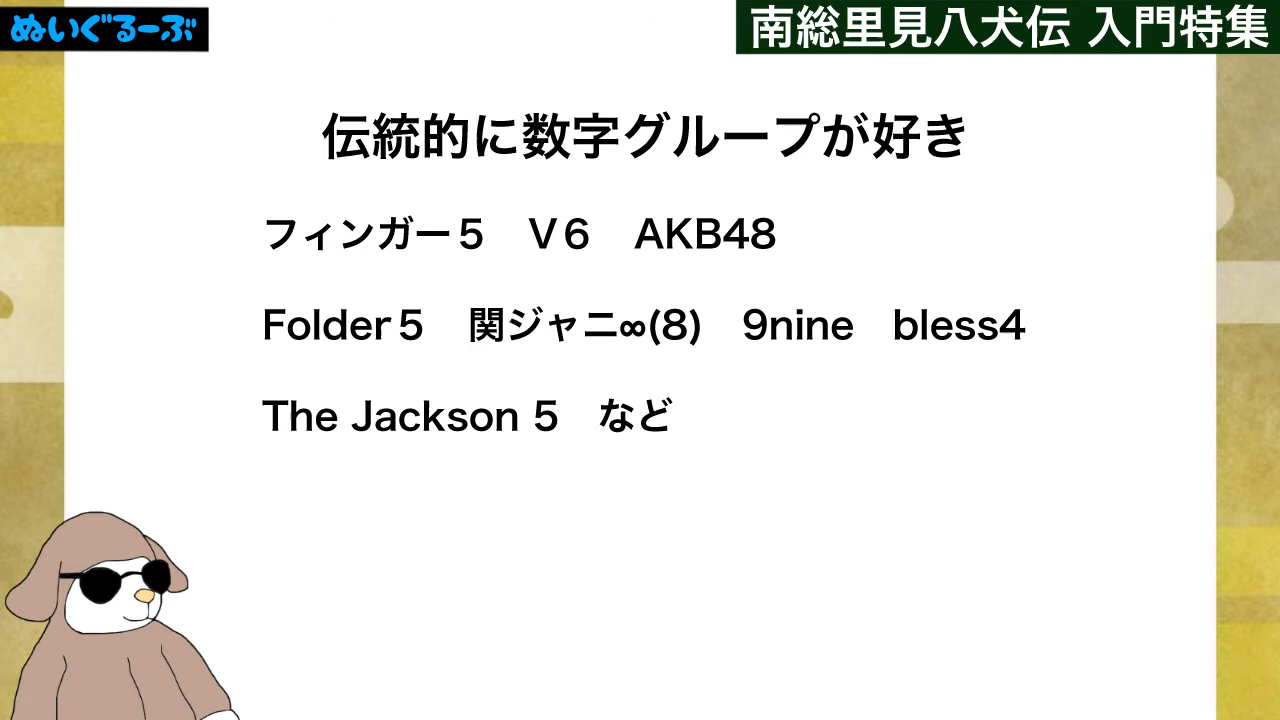 ぬいぐるーぶ
南総里見八犬伝 入門特集
伝統的に数字グループが好き
フィンガー５　Ｖ６　AKB48
Folder５　関ジャニ∞(8)　9nine　bless4
The Jackson 5　など